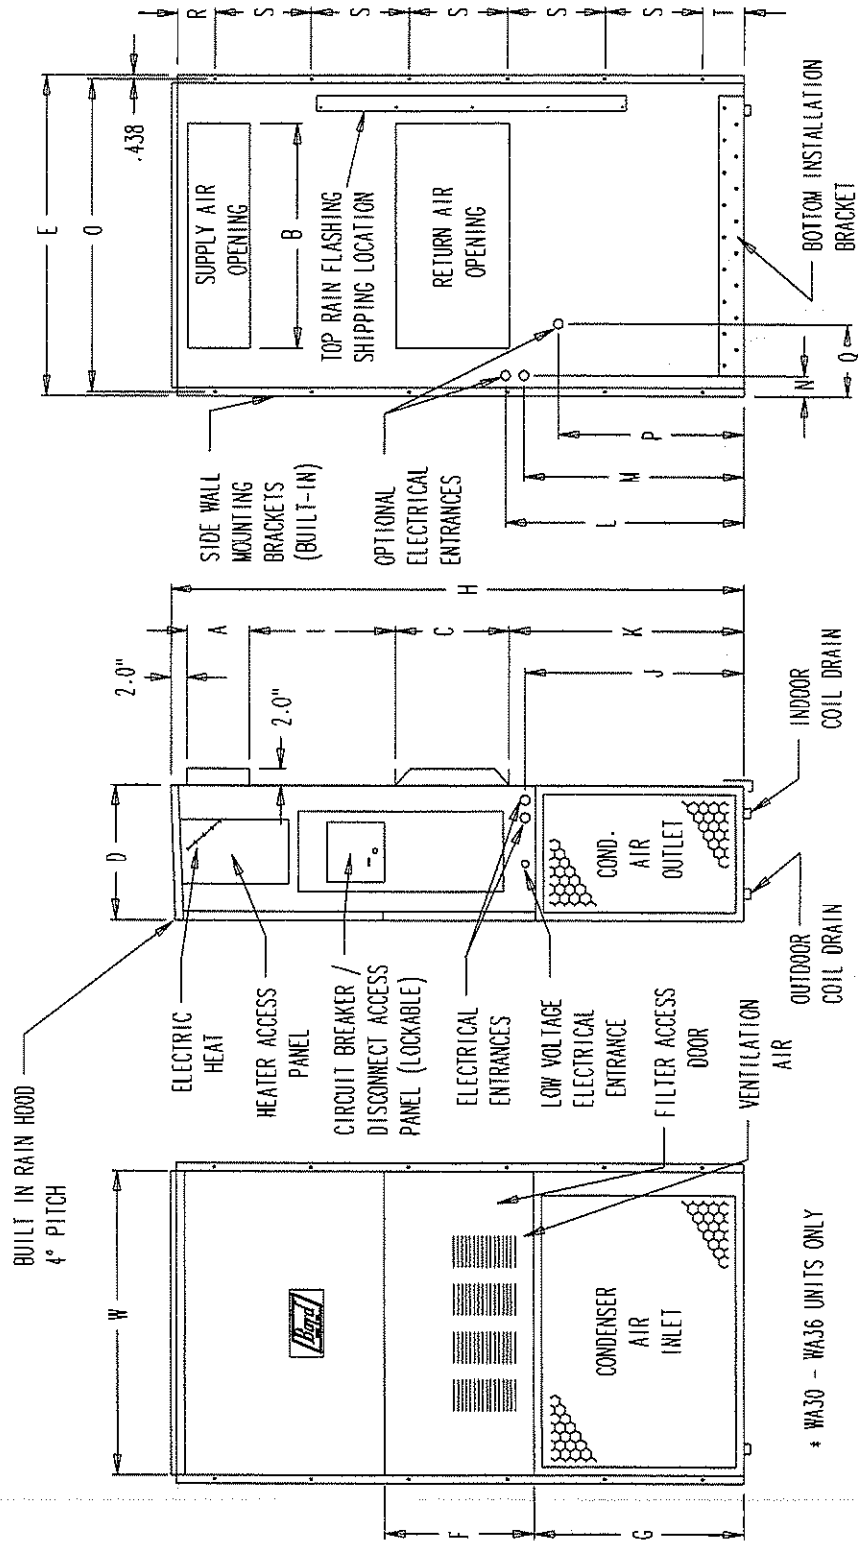 BUILT IN RAIN HOOD
4° PITCH
W
Bard
CONDENSER
AIR
INLET
F
G
* WA30 - WA36 UNITS ONLY
D
2.0"
2.0"
ELECTRIC
HEAT
HEATER ACCESS
PANEL
CIRCUIT BREAKER /
DISCONNECT ACCESS
PANEL (LOCKABLE)
ELECTRICAL
ENTRANCES
LOW VOLTAGE
ELECTRICAL
ENTRANCE
FILTER ACCESS
DOOR
VENTILATION
AIR
COND.
AIR
OUTLET
OUTDOOR
COIL DRAIN
INDOOR
COIL DRAIN
A
I
C
K
J
H
E
O
.438
SUPPLY AIR
OPENING
B
TOP RAIN FLASHING
SHIPPING LOCATION
RETURN AIR
OPENING
SIDE WALL
MOUNTING
BRACKETS
(BUILT-IN)
OPTIONAL
ELECTRICAL
ENTRANCES
L
M
P
N
Q
BOTTOM INSTALLATION
BRACKET
R
S
S
S
S
S
T